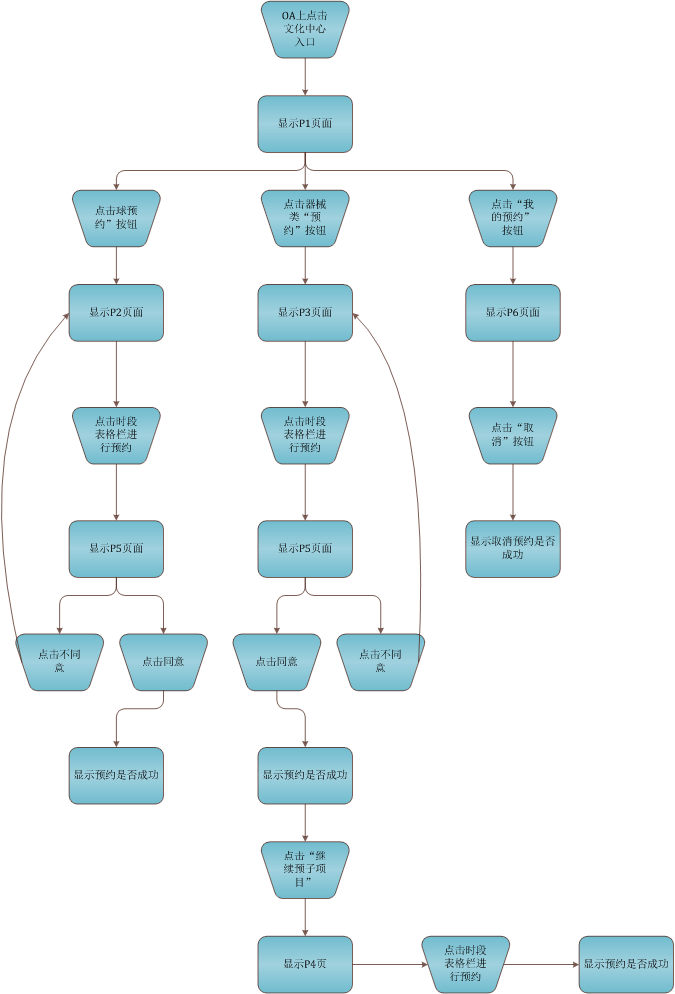 OA上点击
文化中心
入口
显示P1页面
点击球预
约”按钮
点击器械
类“预
约”按钮
点击“我
的预约”
按钮
显示P2页面
显示P3页面
显示P6页面
点击时段
表格栏进
行预约
点击时段
表格栏进
行预约
点击“取
消”按钮
显示P5页面
显示P5页面
显示取消预约是否
成功
点击不同
意
点击同意
点击同意
点击不同
意
显示预约是否成功
显示预约是否成功
点击“继
续预子项
目”
显示P4页
点击时段
表格栏进
行预约
显示预约是否成功